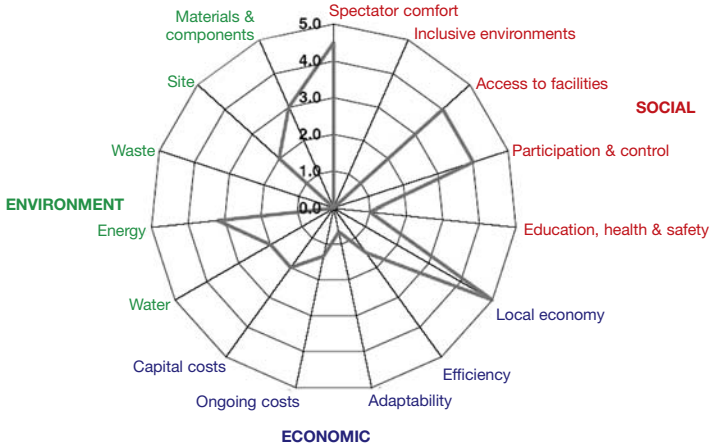 Materials &
components
5.0
Spectator comfort
Inclusive environments
4.0
Site
Access to facilities
3.0
SOCIAL
2.0
Waste
Participation & control
1.0
ENVIRONMENT
0.0
Energy
Education, health & safety
Water
Local economy
Capital costs
Efficiency
Ongoing costs
Adaptability
ECONOMIC